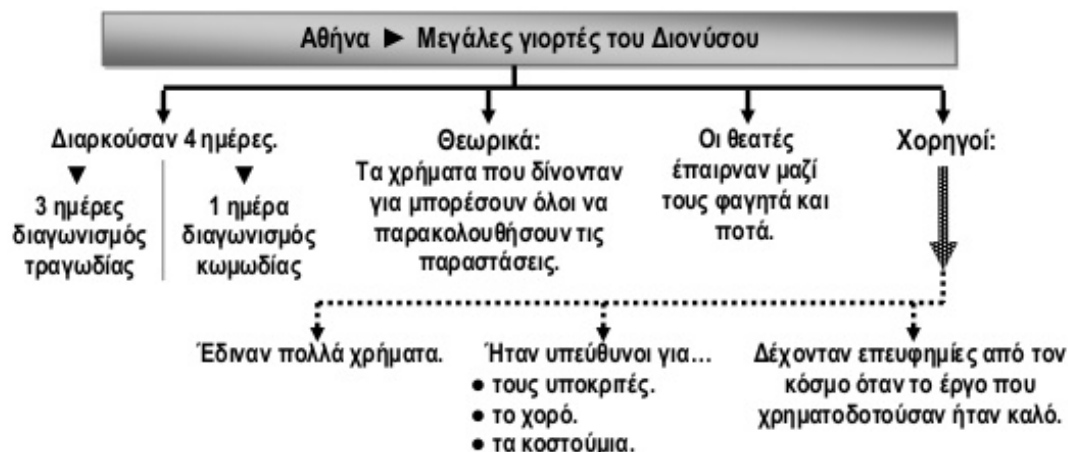 Αθήνα ► Μεγάλες γιορτές του Διονύσου
Διαρκούσαν 4 ημέρες.
▼
3 ημέρες
διαγωνισμός
τραγωδίας
▼
1 ημέρα
διαγωνισμός
κωμωδίας
Θεωρικά:
Τα χρήματα που δίνονταν
για μπορέσουν όλοι να
παρακολουθήσουν τις
παραστάσεις.
Οι θεατές
έπαιρναν μαζί
τους φαγητά και
ποτά.
Χορηγοί:
Έδιναν πολλά χρήματα.
Ήταν υπεύθυνοι για…
● τους υποκριτές.
● το χορό.
● τα κοστούμια.
Δέχονταν επευφημίες από τον
κόσμο όταν το έργο που
χρηματοδοτούσαν ήταν καλό.